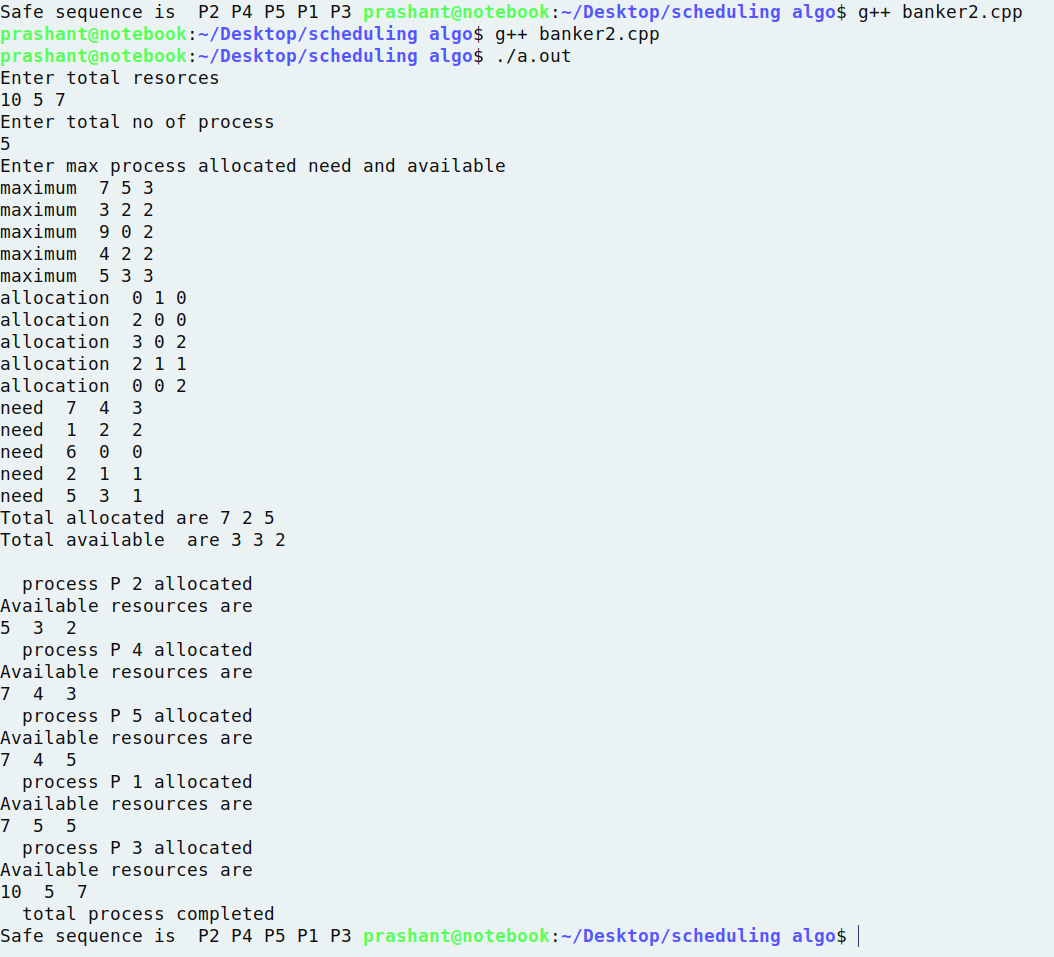 Safe sequence is  P2 P4 P5 P1 P3 prashant@notebook:~/Desktop/scheduling algo$ g++ banker2.cpp
prashant@notebook:~/Desktop/scheduling algo$ g++ banker2.cpp
prashant@notebook:~/Desktop/scheduling algo$ ./a.out
Enter total resorces
10 5 7
Enter total no of process
5
Enter max process allocated need and available
maximum  7 5 3
maximum  3 2 2
maximum  9 0 2
maximum  4 2 2
maximum  5 3 3
allocation  0 1 0
allocation  2 0 0
allocation  3 0 2
allocation  2 1 1
allocation  0 0 2
need  7  4  3
need  1  2  2
need  6  0  0
need  2  1  1
need  5  3  1
Total allocated are 7 2 5
Total available  are 3 3 2
  process P 2 allocated
Available resources are
5  3  2
  process P 4 allocated
Available resources are
7  4  3
  process P 5 allocated
Available resources are
7  4  5
  process P 1 allocated
Available resources are
7  5  5
  process P 3 allocated
Available resources are
10  5  7
  total process completed
Safe sequence is  P2 P4 P5 P1 P3 prashant@notebook:~/Desktop/scheduling algo$